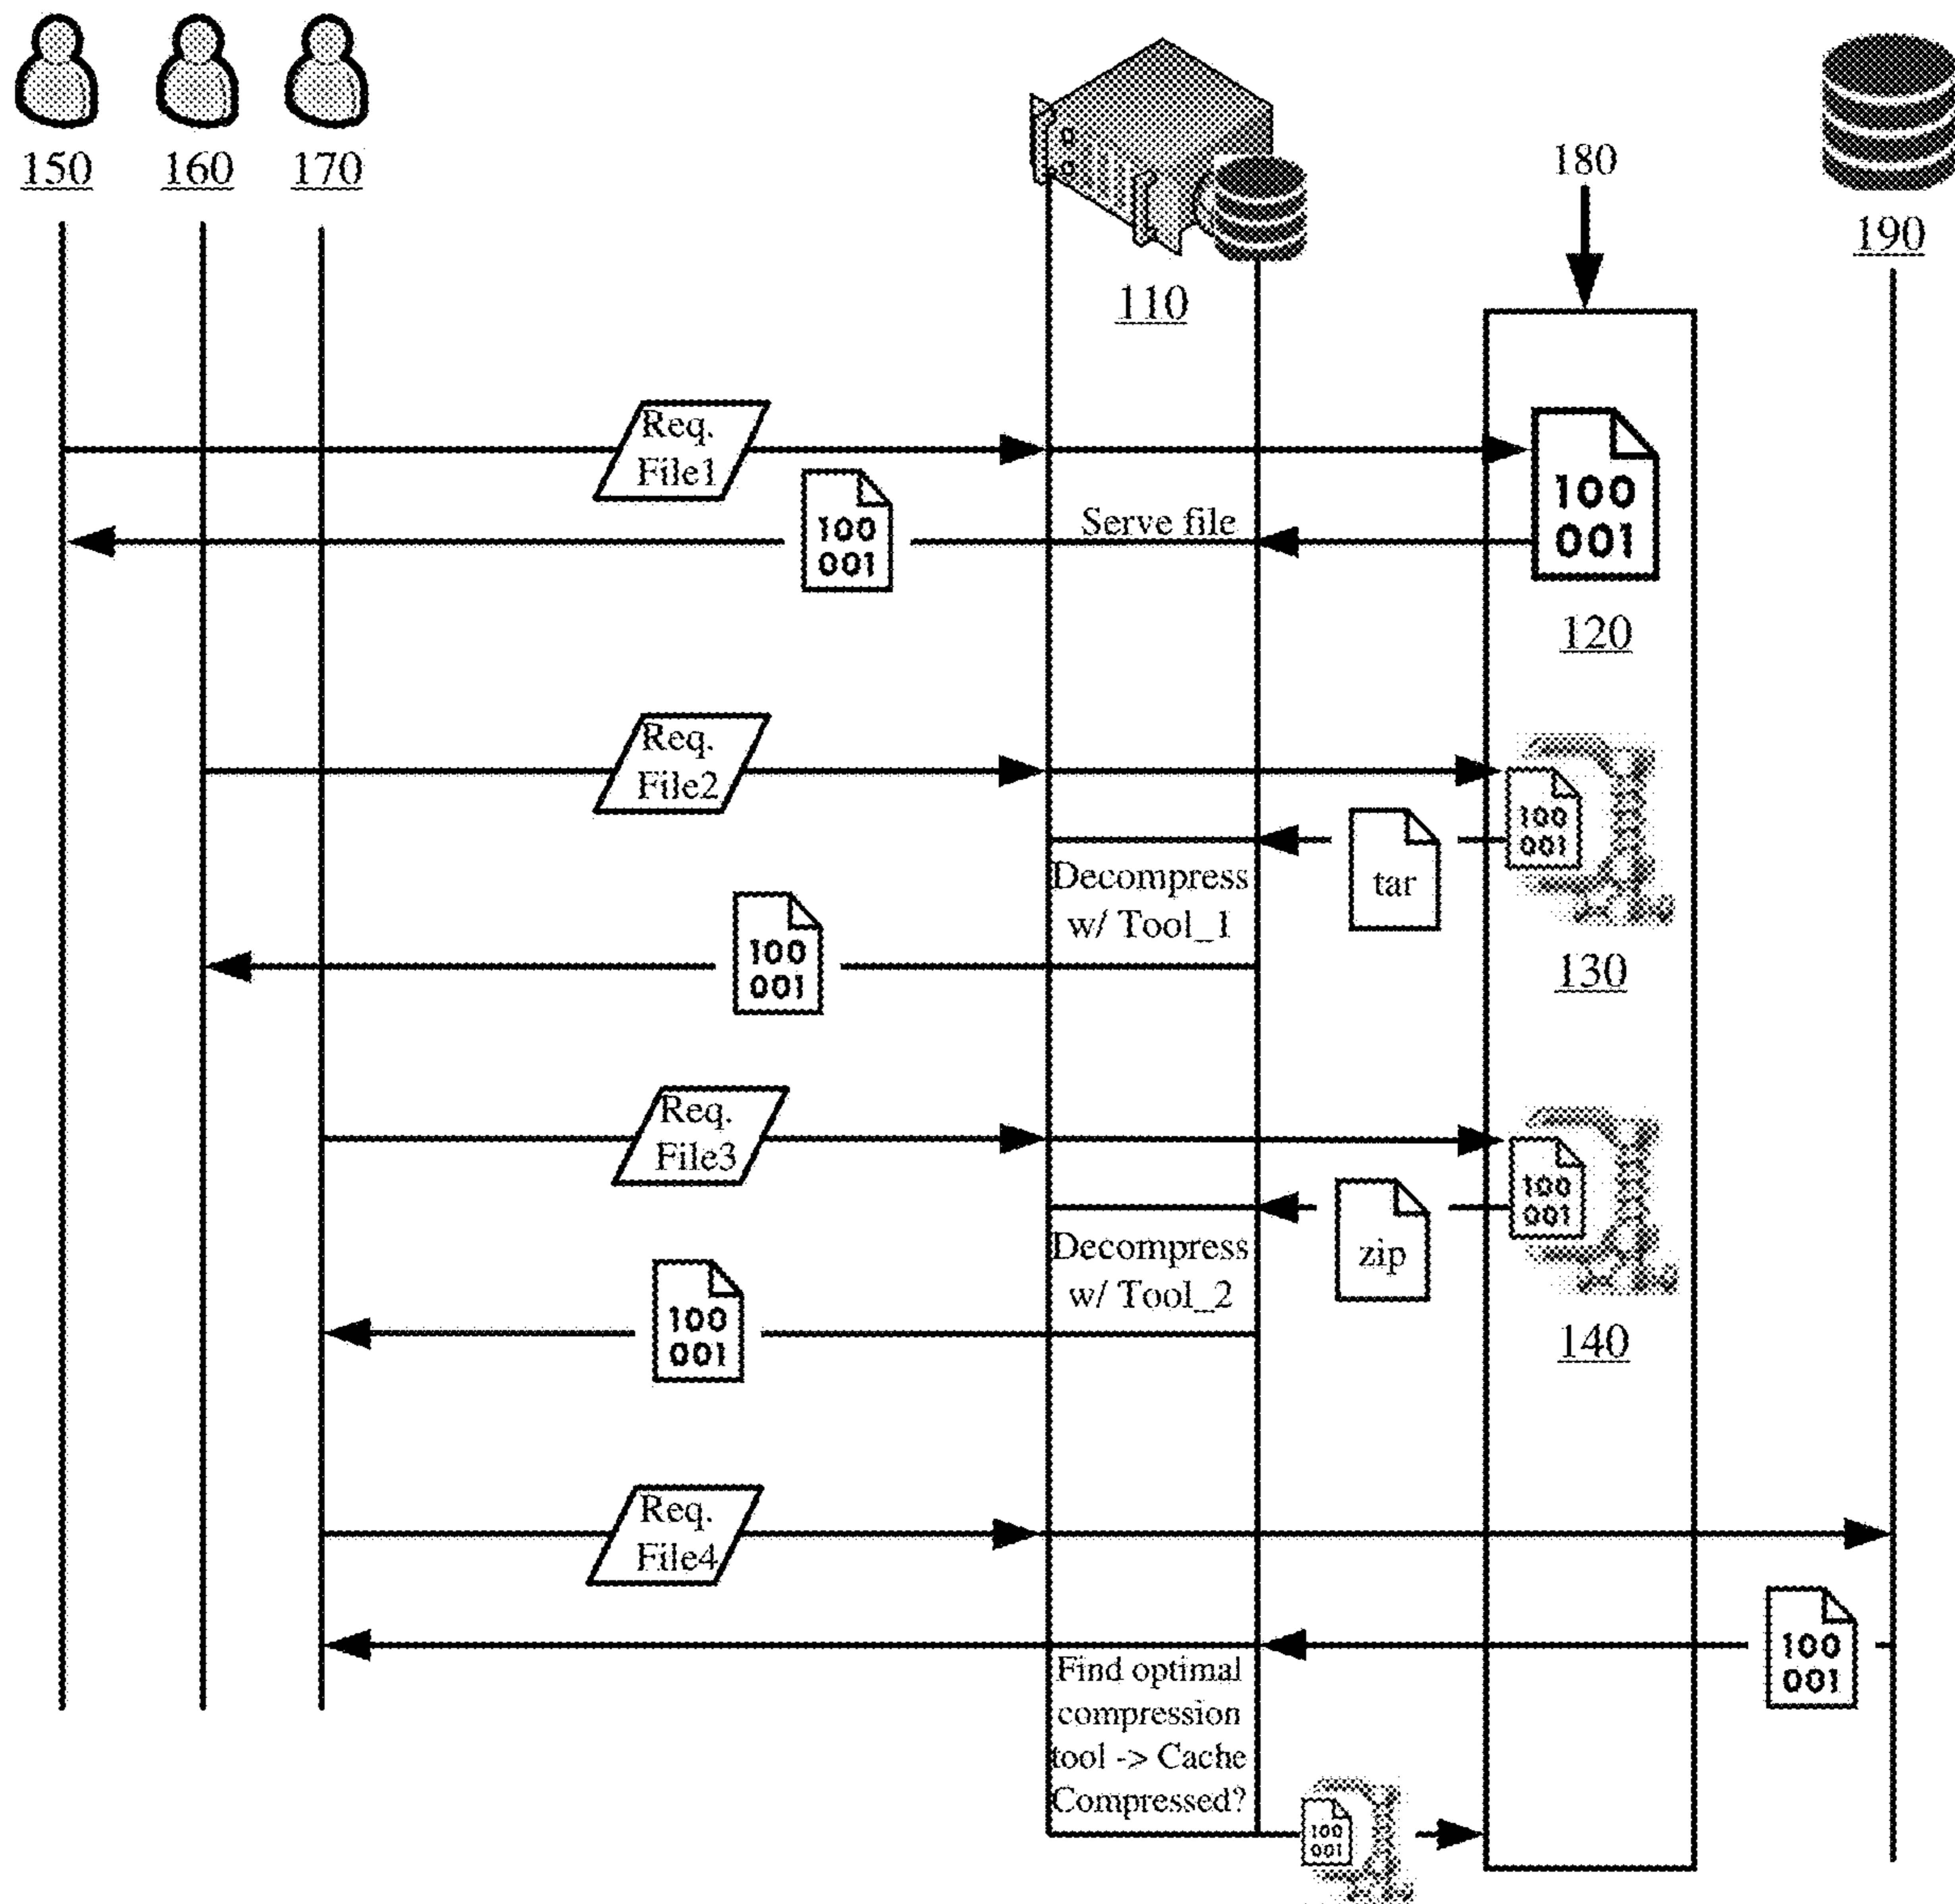 150
160
170
110
180
190
Req.
File1
100
001
Serve file
100
001
120
Req.
File2
100
001
tar
Decompress
w/ Tool_1
100
001
130
Req.
File3
100
001
zip
Decompress
w/ Tool_2
100
001
140
Req.
File4
100
001
Find optimal
compression
tool -> Cache
Compressed?
100
001